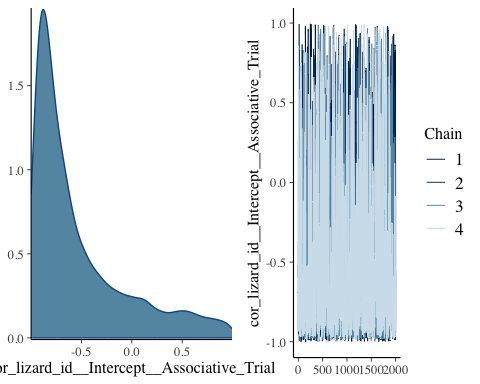 1.5
1.0
0.5
0.0
-0.5 0.0 0.5
or_lizard_id__Intercept__Associative_Trial
cor_lizard_id__Intercept__Associative_Trial
1.0
0.5
0.0
-0.5
-1.0
0 500 1000 1500 2000
Chain
1
2
3
4